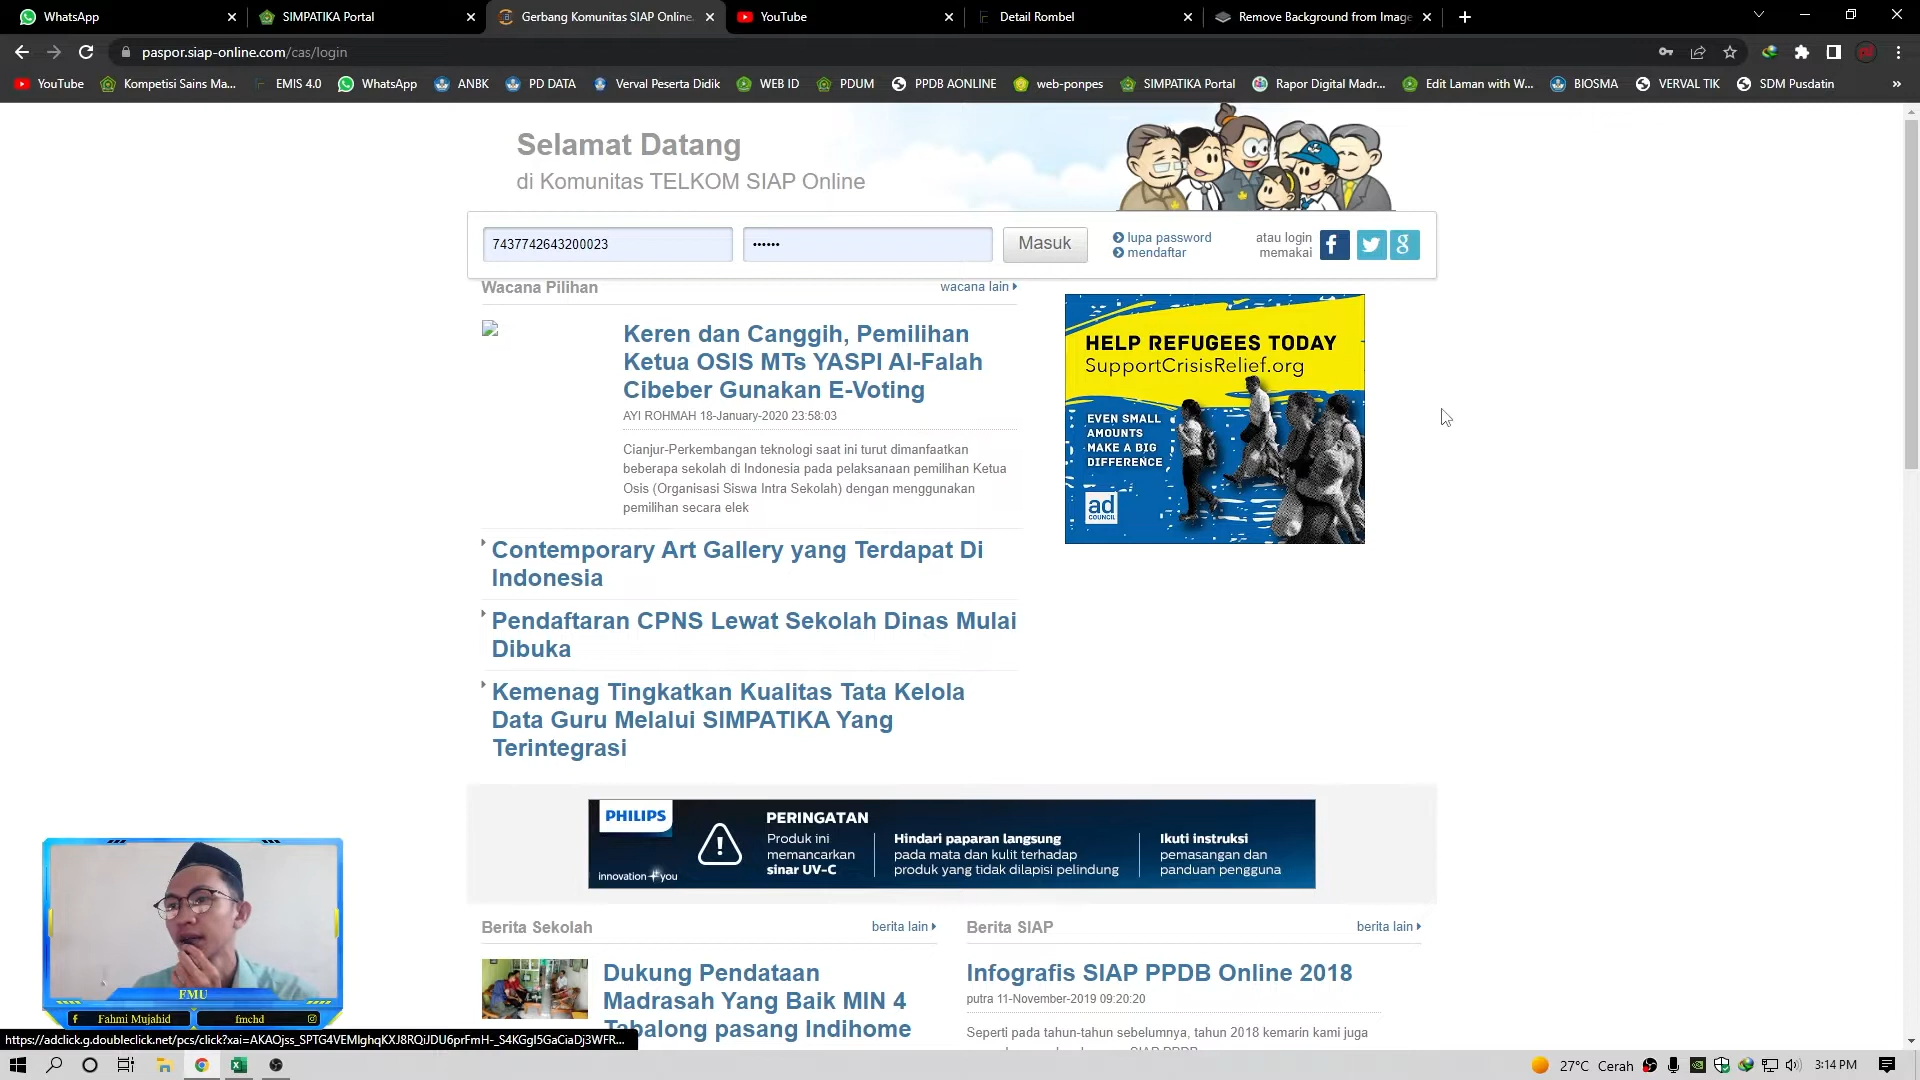 WhatsApp
SIMPATIKA Portal
Gerbang Komunitas SIAP Online
YouTube
Detail Rombel
Remove Background from Image
paspor.siap-online.com/cas/login
YouTube
Kompetisi Sains Ma...
EMIS 4.0
WhatsApp
ANBK
PD DATA
Verval Peserta Didik
WEB ID
PDUM
PPDB AONLINE
web-ponpes
SIMPATIKA Portal
Rapor Digital Madr...
Edit Laman with W...
BIOSMA
VERVAL TIK
SDM Pusdatin
»
Selamat Datang
di Komunitas TELKOM SIAP Online
7437742643200023
••••••
Masuk
lupa password
mendaftar
atau login
memakai
Wacana Pilihan
wacana lain
Keren dan Canggih, Pemilihan
Ketua OSIS MTs YASPI Al-Falah
Cibeber Gunakan E-Voting
AYI ROHMAH 18-January-2020 23:58:03
Cianjur-Perkembangan teknologi saat ini turut dimanfaatkan
beberapa sekolah di Indonesia pada pelaksanaan pemilihan Ketua
Osis (Organisasi Siswa Intra Sekolah) dengan menggunakan
pemilihan secara elek
HELP REFUGEES TODAY
SupportCrisisRelief.org
EVEN SMALL
AMOUNTS
MAKE A BIG
DIFFERENCE
ad
COUNCIL
Contemporary Art Gallery yang Terdapat Di
Indonesia
Pendaftaran CPNS Lewat Sekolah Dinas Mulai
Dibuka
Kemenag Tingkatkan Kualitas Tata Kelola
Data Guru Melalui SIMPATIKA Yang
Terintegrasi
PHILIPS
innovation + you
PERINGATAN
Produk ini
memancarkan
sinar UV-C
Hindari paparan langsung
pada mata dan kulit terhadap
produk yang tidak dilapisi pelindung
Ikuti instruksi
pemasangan dan
panduan pengguna
Berita Sekolah
berita lain
Dukung Pendataan
Madrasah Yang Baik MIN 4
Tabalong pasang Indihome
Berita SIAP
berita lain
Infografis SIAP PPDB Online 2018
putra 11-November-2019 09:20:20
Seperti pada tahun-tahun sebelumnya, tahun 2018 kemarin kami juga
FMU
Fahmi Mujahid
fmchd
27°C Cerah
3:14 PM